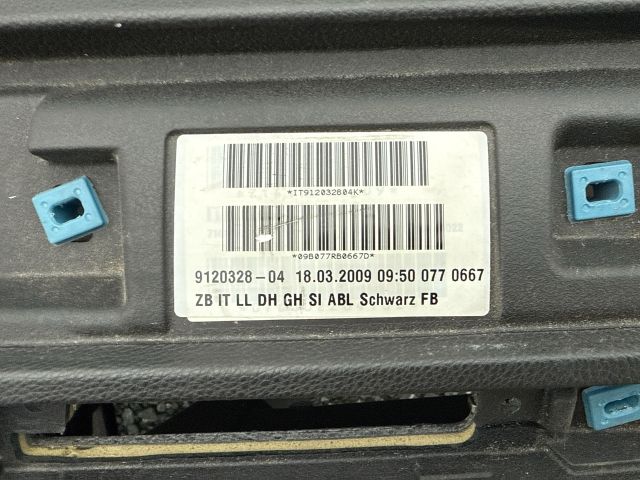 *IT912032804K*
*09B077RB0667D*
9120328-04 18.03.2009 09:50 077 0667
ZB IT LL DH GH SI ABL Schwarz FB